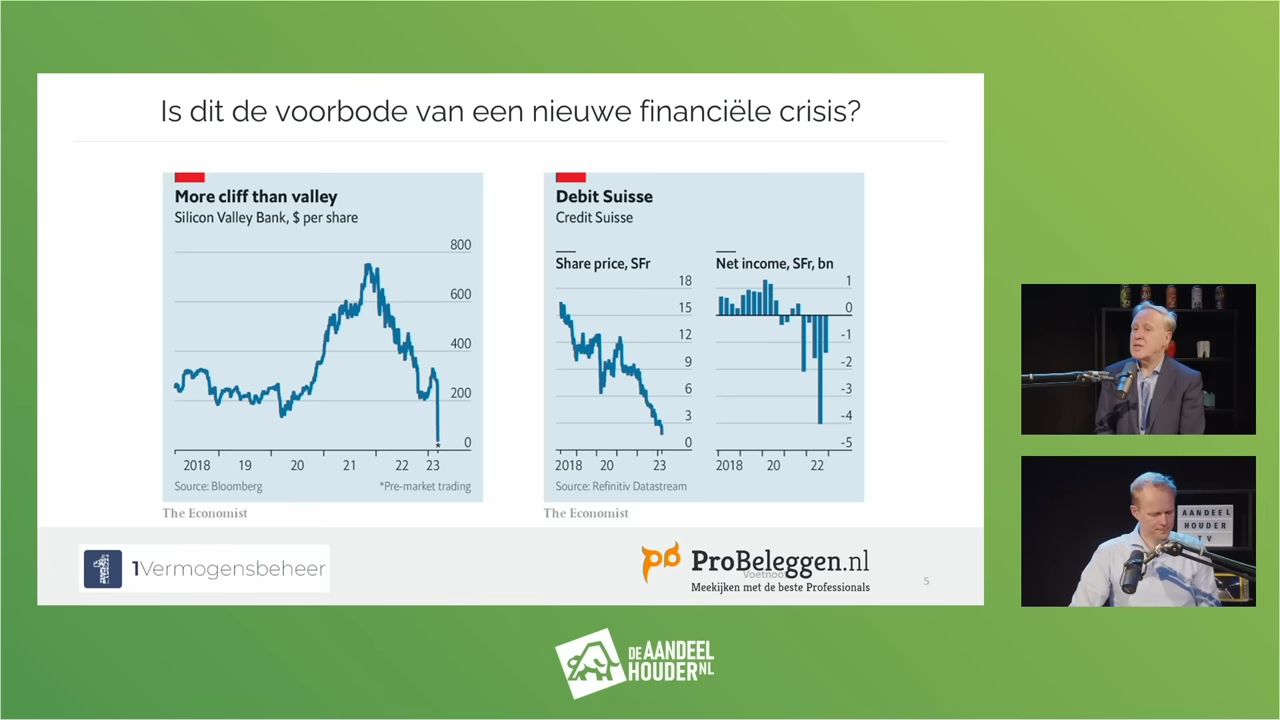 Is dit de voorbode van een nieuwe financiële crisis?
More cliff than valley
Silicon Valley Bank, $ per share
800
600
400
200
0
*
2018 19 20 21 22 23
Source: Bloomberg *Pre-market trading
The Economist
Debit Suisse
Credit Suisse
Share price, SFr
18
15
12
9
6
3
0
2018 20 23
Net income, SFr, bn
1
0
-1
-2
-3
-4
-5
2018 20 22
Source: Refinitiv Datastream
The Economist
1Vermogensbeheer
ProBeleggen.nl
Meekijken met de beste Professionals
5
AANDEEL
HOUDER
TV
DE AANDEEL
HOUDER NL